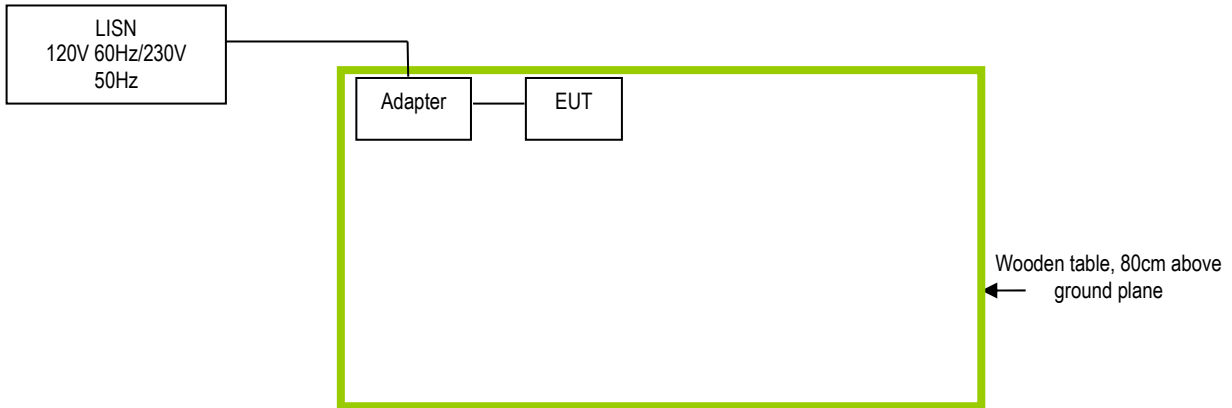 LISN
120V 60Hz/230V
50Hz
Adapter
EUT
Wooden table, 80cm above
ground plane